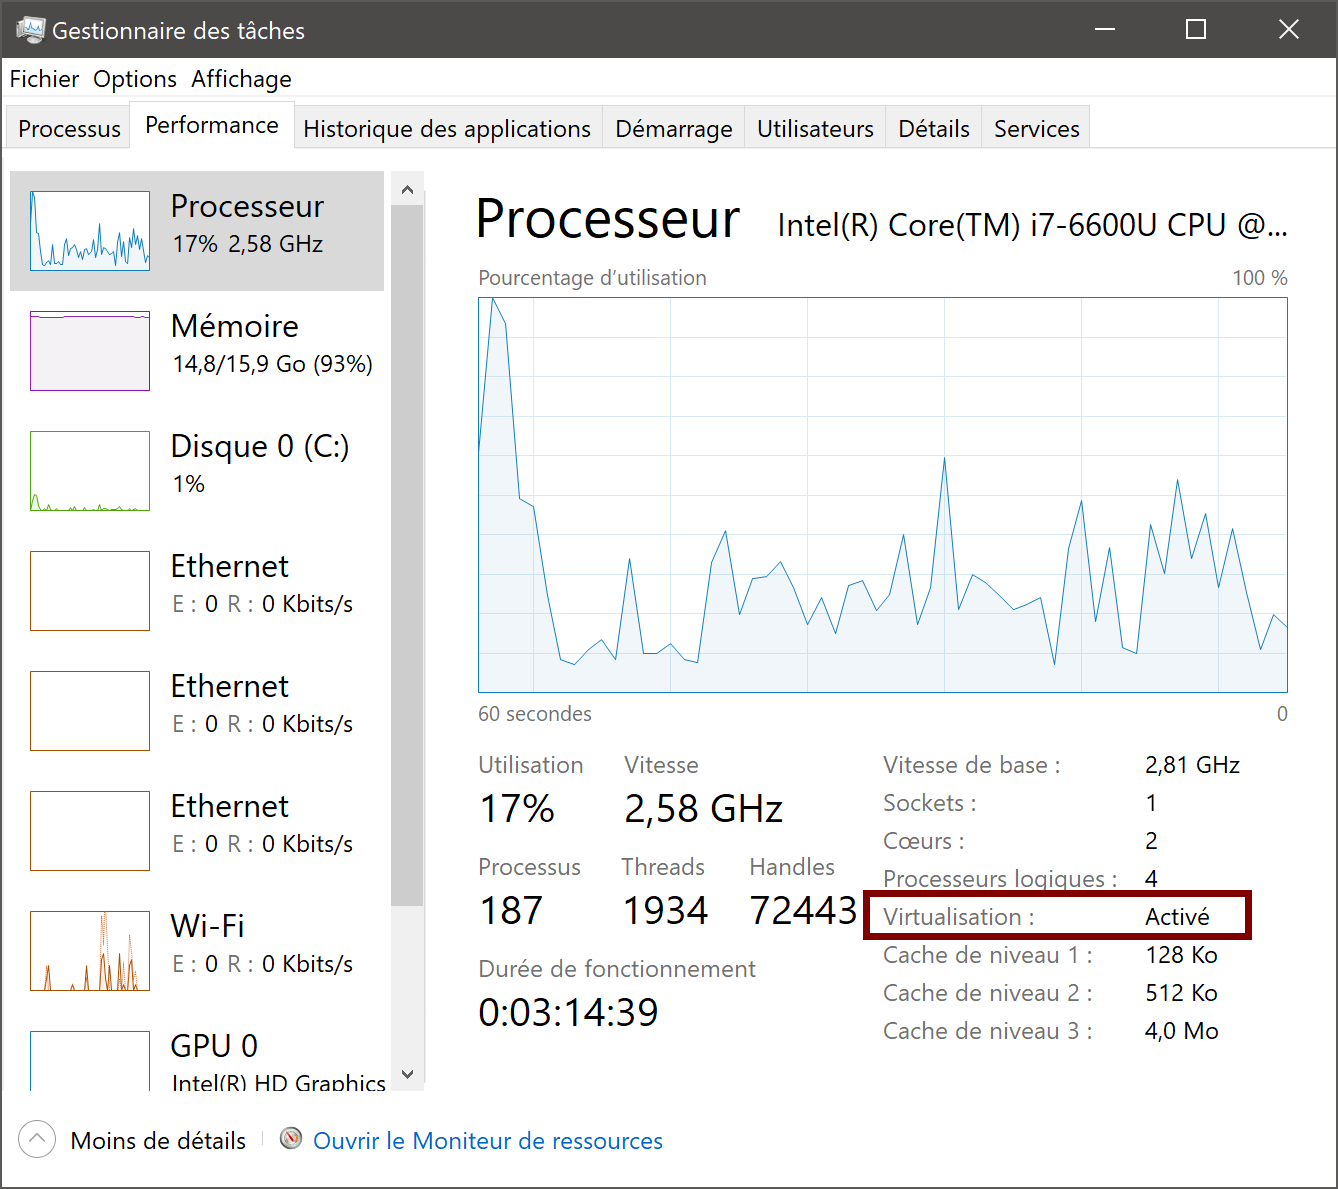 Gestionnaire des tâches
Fichier Options Affichage
Processus Performance Historique des applications Démarrage Utilisateurs Détails Services
Processeur
17% 2,58 GHz
Mémoire
14,8/15,9 Go (93%)
Disque 0 (C:)
1%
Ethernet
E : 0 R : 0 Kbits/s
Ethernet
E : 0 R : 0 Kbits/s
Ethernet
E : 0 R : 0 Kbits/s
Wi-Fi
E : 0 R : 0 Kbits/s
GPU 0
Intel(R) HD Graphics
Processeur Intel(R) Core(TM) i7-6600U CPU @...
Pourcentage d’utilisation 100 %
60 secondes 0
Utilisation Vitesse
17% 2,58 GHz
Processus Threads Handles
187 1934 72443
Durée de fonctionnement
0:03:14:39
Vitesse de base : 2,81 GHz
Sockets : 1
Cœurs : 2
Processeurs logiques : 4
Virtualisation : Activé
Cache de niveau 1 : 128 Ko
Cache de niveau 2 : 512 Ko
Cache de niveau 3 : 4,0 Mo
Moins de détails Ouvrir le Moniteur de ressources